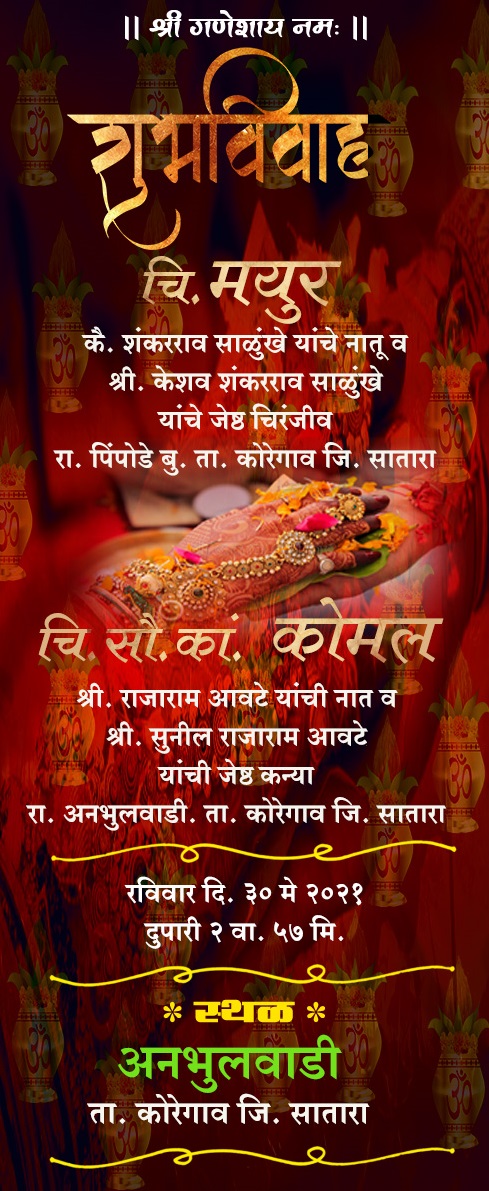 || श्री गणेशाय नमः ||
शुभविवाह
चि. मयुर
कै. शंकरराव साळुंखे यांचे नातू व
श्री. केशव शंकरराव साळुंखे
यांचे जेष्ठ चिरंजीव
रा. पिंपोडे बु. ता. कोरेगाव जि. सातारा
चि.सौ.कां. कोमल
श्री. राजाराम आवटे यांची नात व
श्री. सुनील राजाराम आवटे
यांची जेष्ठ कन्या
रा. अनभुलवाडी. ता. कोरेगाव जि. सातारा
रविवार दि. ३० मे २०२१
दुपारी २ वा. ५७ मि.
* स्थळ *
अनभुलवाडी
ता. कोरेगाव जि. सातारा